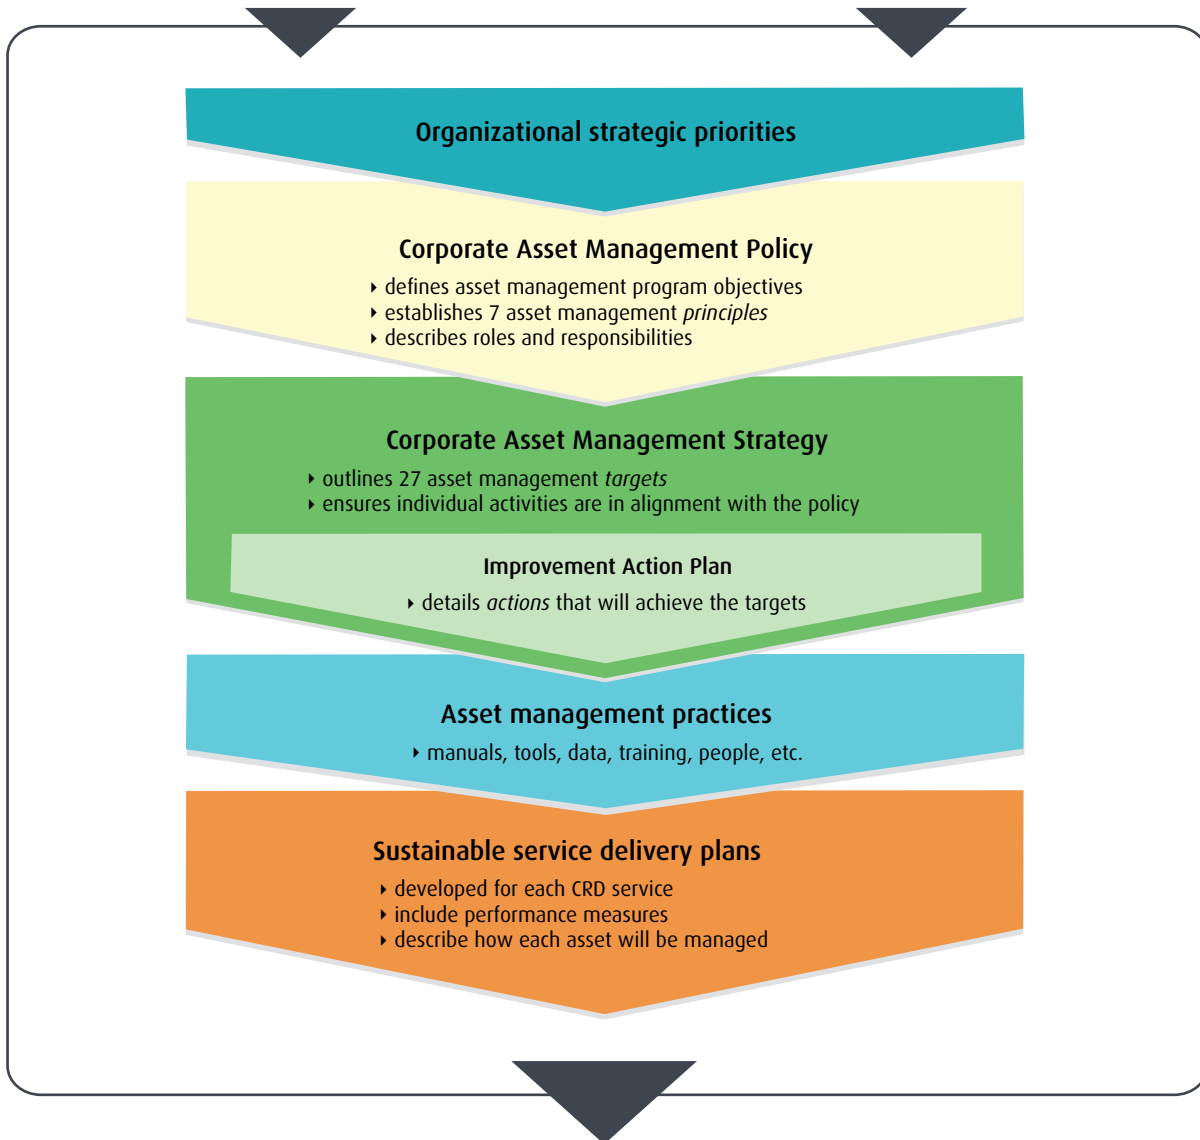 Organizational strategic priorities
Corporate Asset Management Policy
‣ defines asset management program objectives
‣ establishes 7 asset management principles
‣ describes roles and responsibilities
Corporate Asset Management Strategy
‣ outlines 27 asset management targets
‣ ensures individual activities are in alignment with the policy
Improvement Action Plan
‣ details actions that will achieve the targets
Asset management practices
‣ manuals, tools, data, training, people, etc.
Sustainable service delivery plans
‣ developed for each CRD service
‣ include performance measures
‣ describe how each asset will be managed